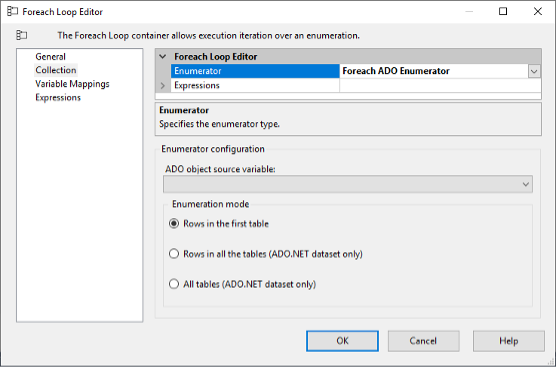 Foreach Loop Editor
The Foreach Loop container allows execution iteration over an enumeration.
General
Collection
Variable Mappings
Expressions
Foreach Loop Editor
Enumerator Foreach ADO Enumerator
Expressions
Enumerator
Specifies the enumerator type.
Enumerator configuration
ADO object source variable:
Enumeration mode
Rows in the first table
Rows in all the tables (ADO.NET dataset only)
All tables (ADO.NET dataset only)
OK Cancel Help